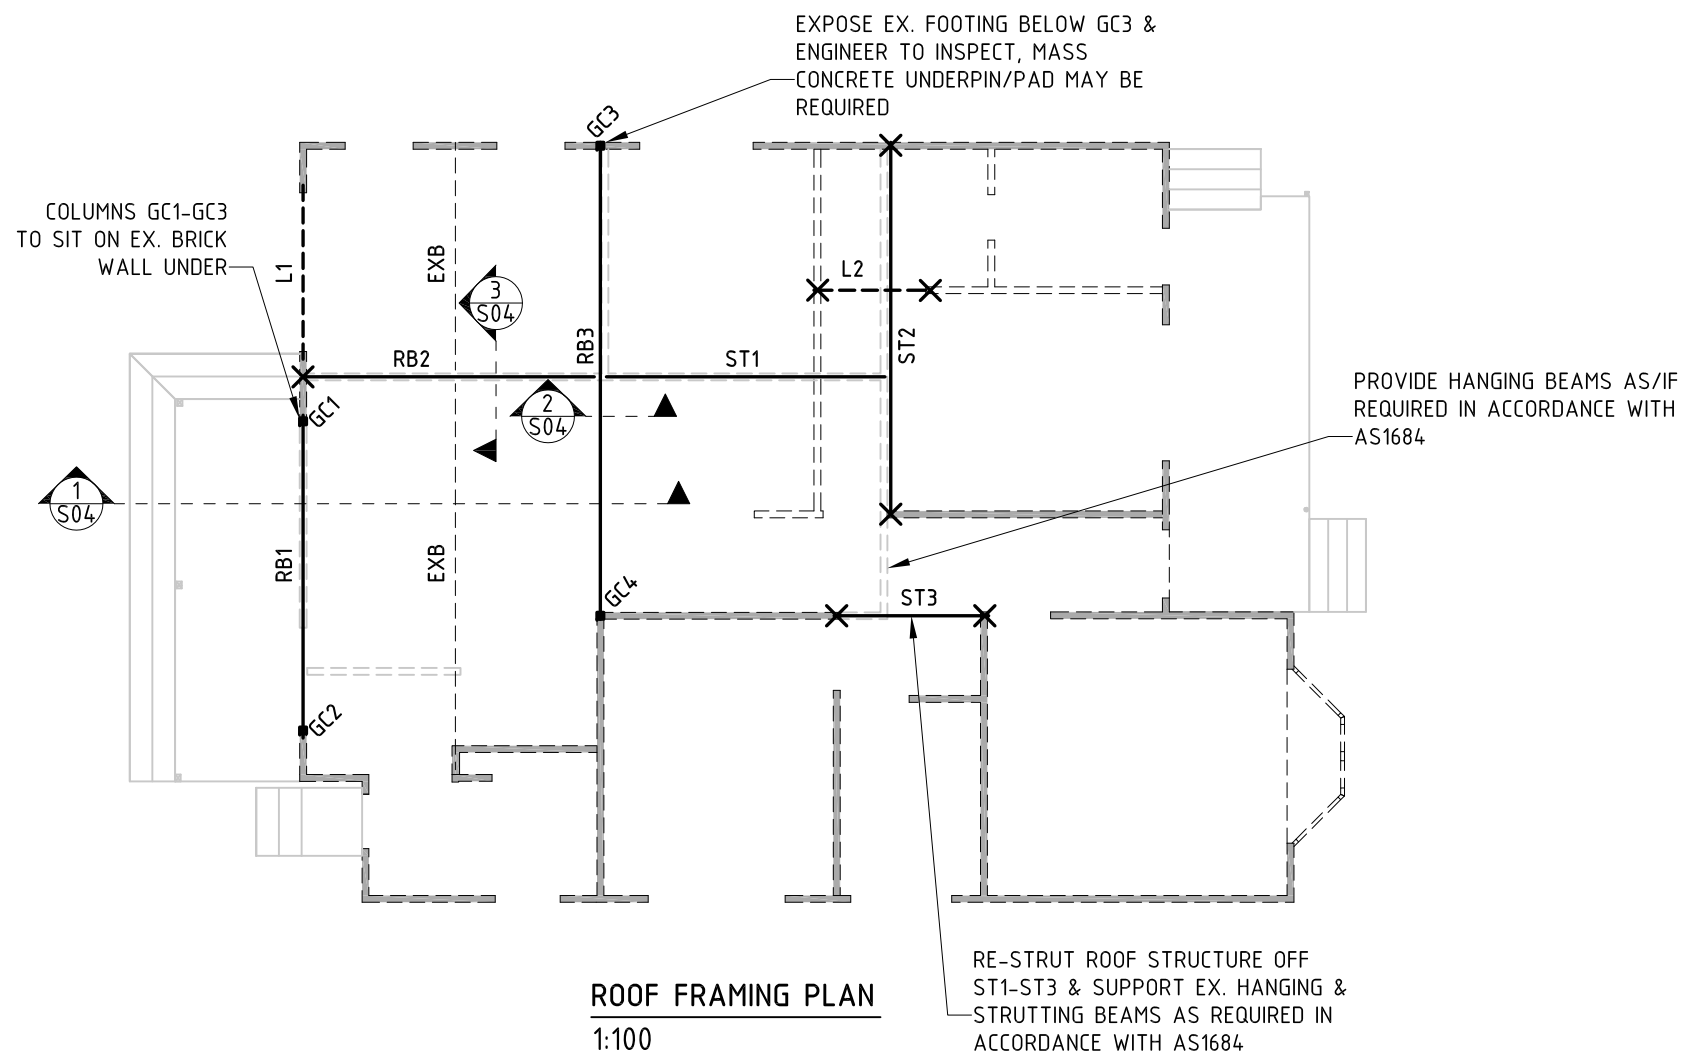 EXPOSE EX. FOOTING BELOW GC3 &
ENGINEER TO INSPECT, MASS
CONCRETE UNDERPIN/PAD MAY BE
REQUIRED
GC3
COLUMNS GC1-GC3
TO SIT ON EX. BRICK
WALL UNDER
L1
EXB
3
S04
L2
RB3
ST2
RB2
ST1
GC1
2
S04
PROVIDE HANGING BEAMS AS/IF
REQUIRED IN ACCORDANCE WITH
AS1684
1
S04
RB1
EXB
GC4
ST3
GC2
RE-STRUT ROOF STRUCTURE OFF
ST1-ST3 & SUPPORT EX. HANGING &
STRUTTING BEAMS AS REQUIRED IN
ACCORDANCE WITH AS1684
ROOF FRAMING PLAN
1:100